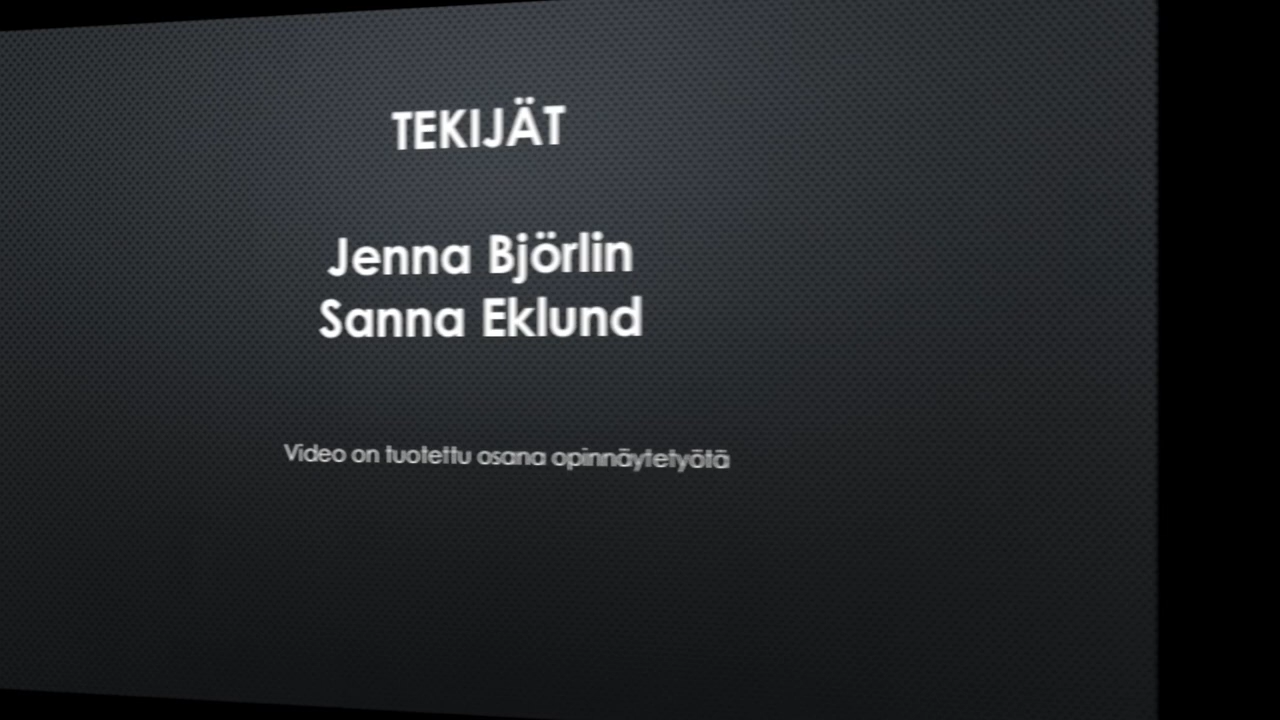 TEKIJÄT
Jenna Björlin
Sanna Eklund
Video on tuotettu osana opinnäytetyötä